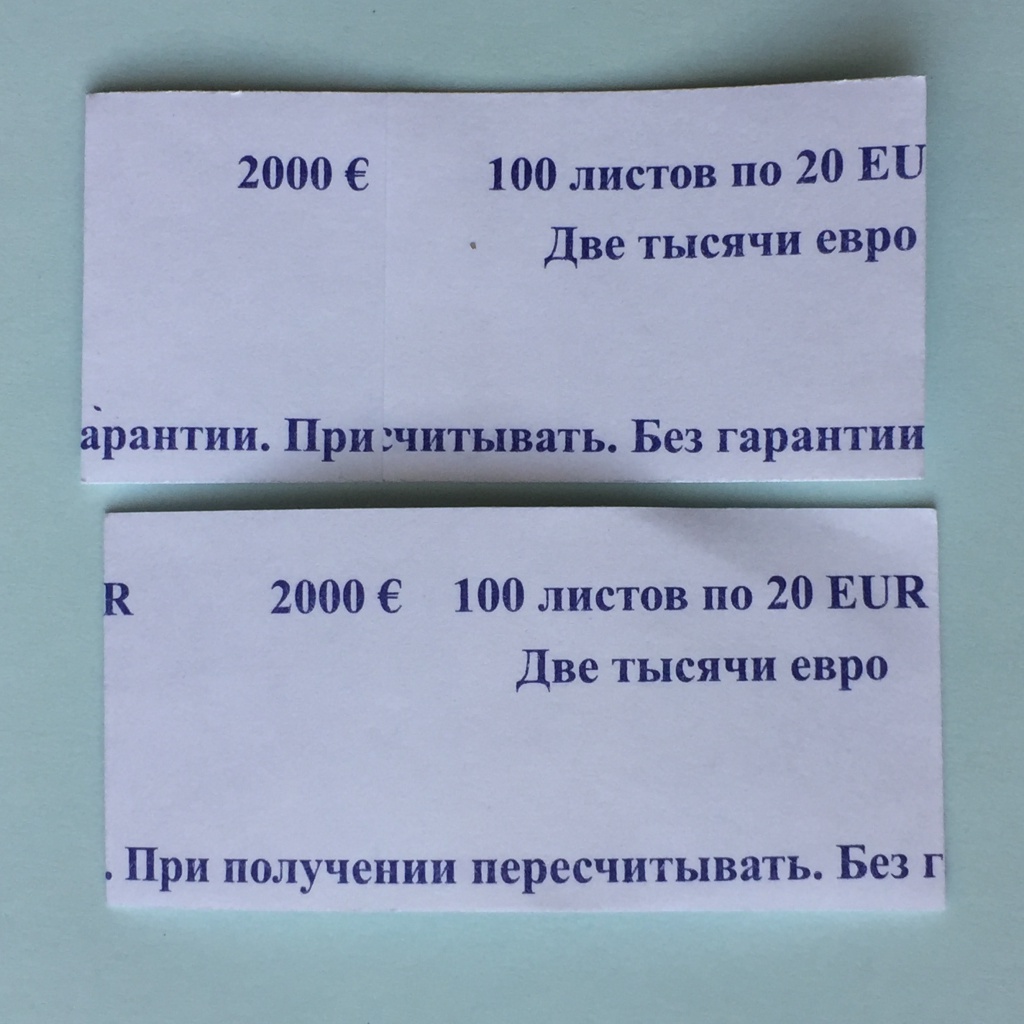 2000 € 100 листов по 20 EU
Две тысячи евро
арантии. При считывать. Без гарантии
R 2000 € 100 листов по 20 EUR
Две тысячи евро
. При получении пересчитывать. Без г